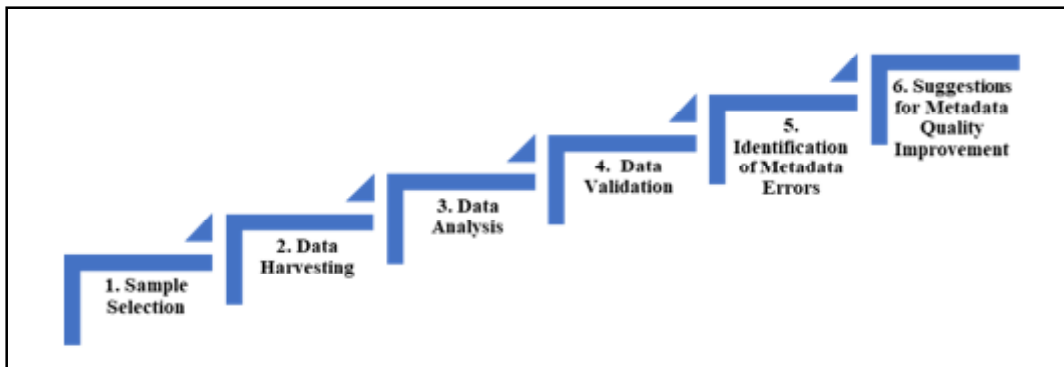 1. Sample
Selection
2. Data
Harvesting
3. Data
Analysis
4. Data
Validation
5.
Identification
of Metadata
Errors
6. Suggestions
for Metadata
Quality
Improvement